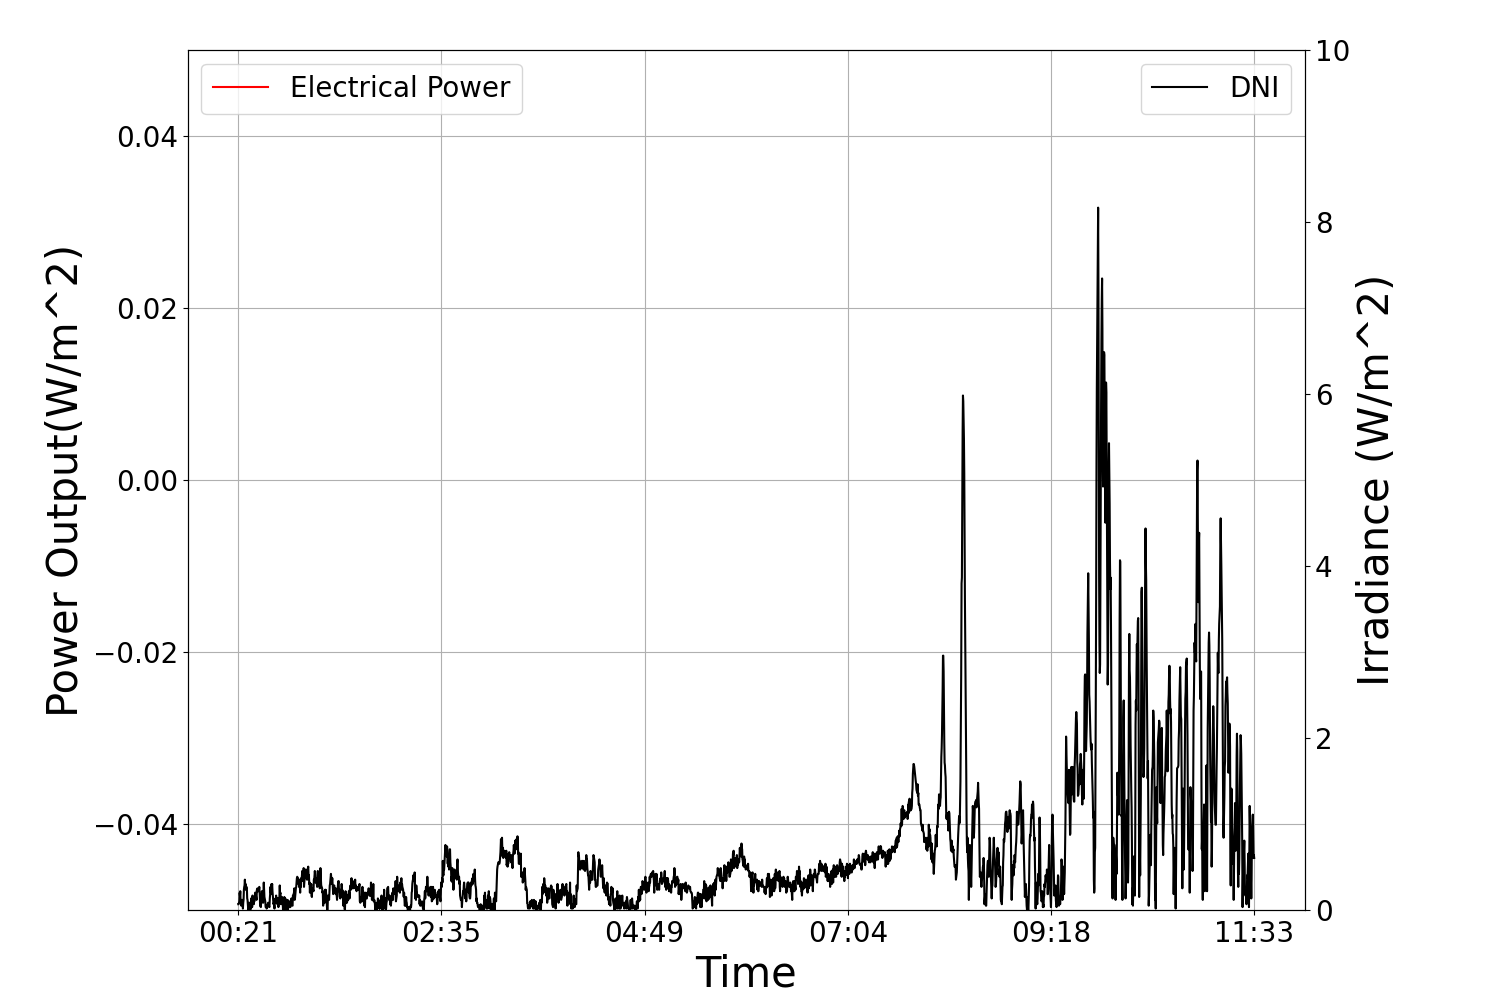 Electrical Power
DNI
0.04
0.02
0.00
−0.02
−0.04
Power Output(W/m^2)
10
8
6
4
2
0
Irradiance (W/m^2)
00:21 02:35 04:49 07:04 09:18 11:33
Time